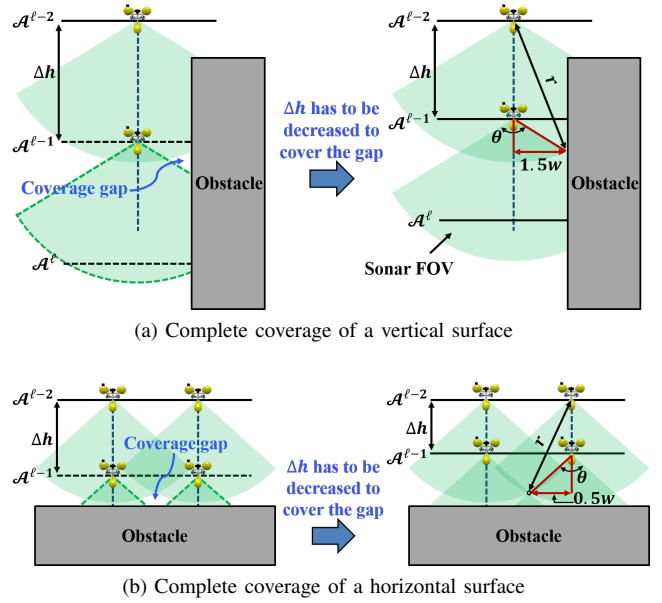 𝒜^{ℓ−2}
Δh
𝒜^{ℓ−1}
Coverage gap
𝒜^ℓ
Obstacle
Δh has to be
decreased to
cover the gap
𝒜^{ℓ−2}
Δh
r
𝒜^{ℓ−1}
θ
1.5w
Obstacle
𝒜^ℓ
Sonar FOV
(a) Complete coverage of a vertical surface
𝒜^{ℓ−2}
Δh
Coverage gap
𝒜^{ℓ−1}
Obstacle
Δh has to be
decreased to
cover the gap
𝒜^{ℓ−2}
Δh
r
𝒜^{ℓ−1}
θ
0.5w
Obstacle
(b) Complete coverage of a horizontal surface